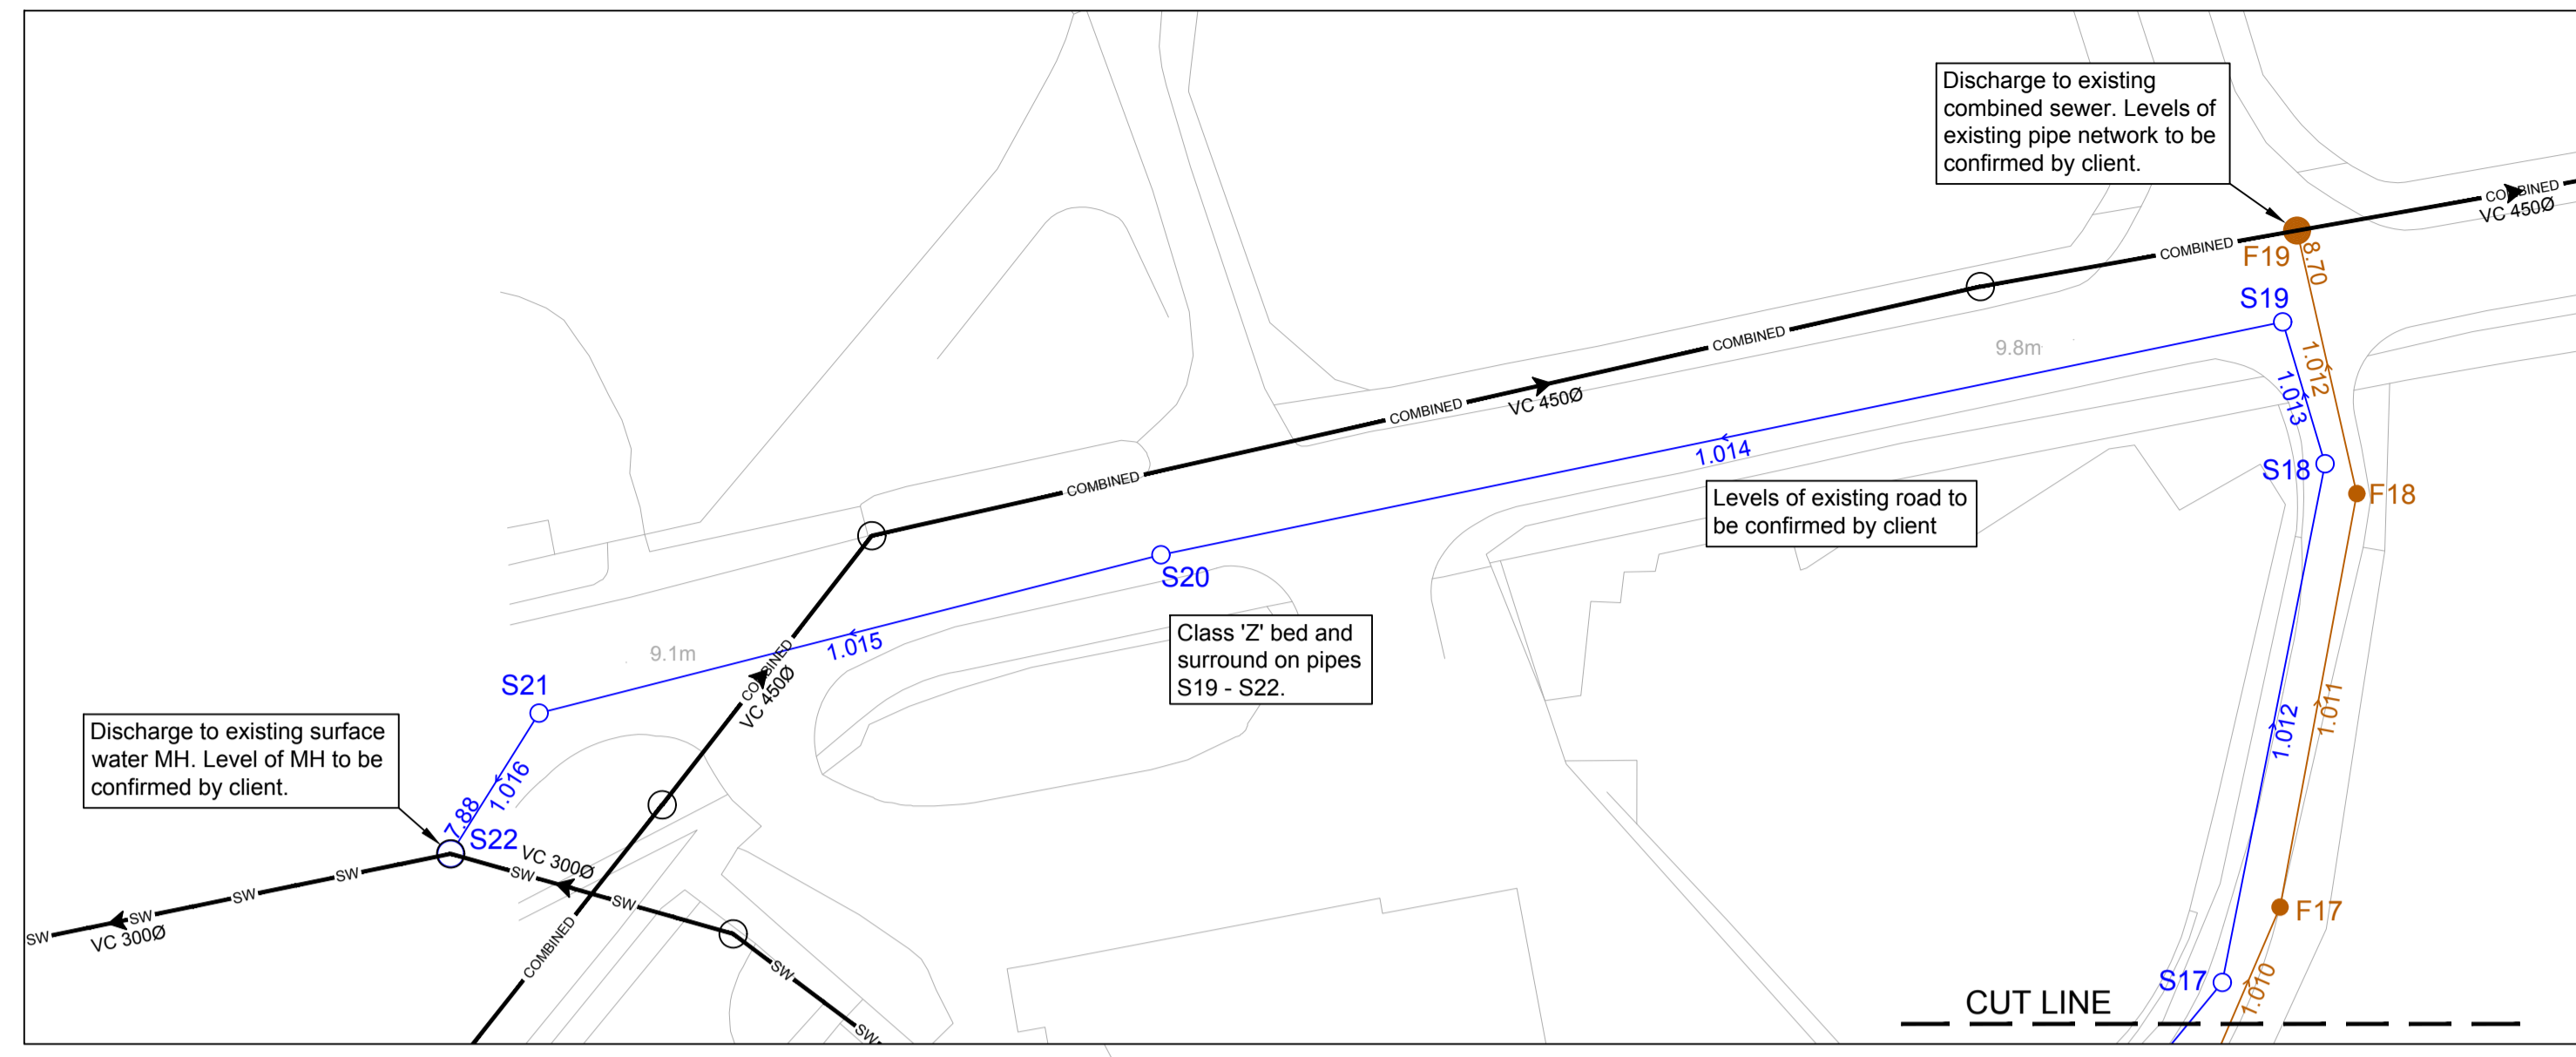 Discharge to existing
combined sewer. Levels of
existing pipe network to be
confirmed by client.
COMBINED
VC 450Ø
COMBINED
F19
8.70
S19
COMBINED
9.8m
1.012
1.013
COMBINED
VC 450Ø
1.014
S18
F18
COMBINED
Levels of existing road to
be confirmed by client
S20
Class 'Z' bed and
surround on pipes
S19 - S22.
1.015
9.1m
COMBINED
VC 450Ø
S21
1.011
1.012
Discharge to existing surface
water MH. Level of MH to be
confirmed by client.
1.016
7.88
S22
VC 300Ø
SW
SW
SW
SW
SW
SW
VC 300Ø
F17
COMBINED
SW
S17
1.010
CUT LINE
SW